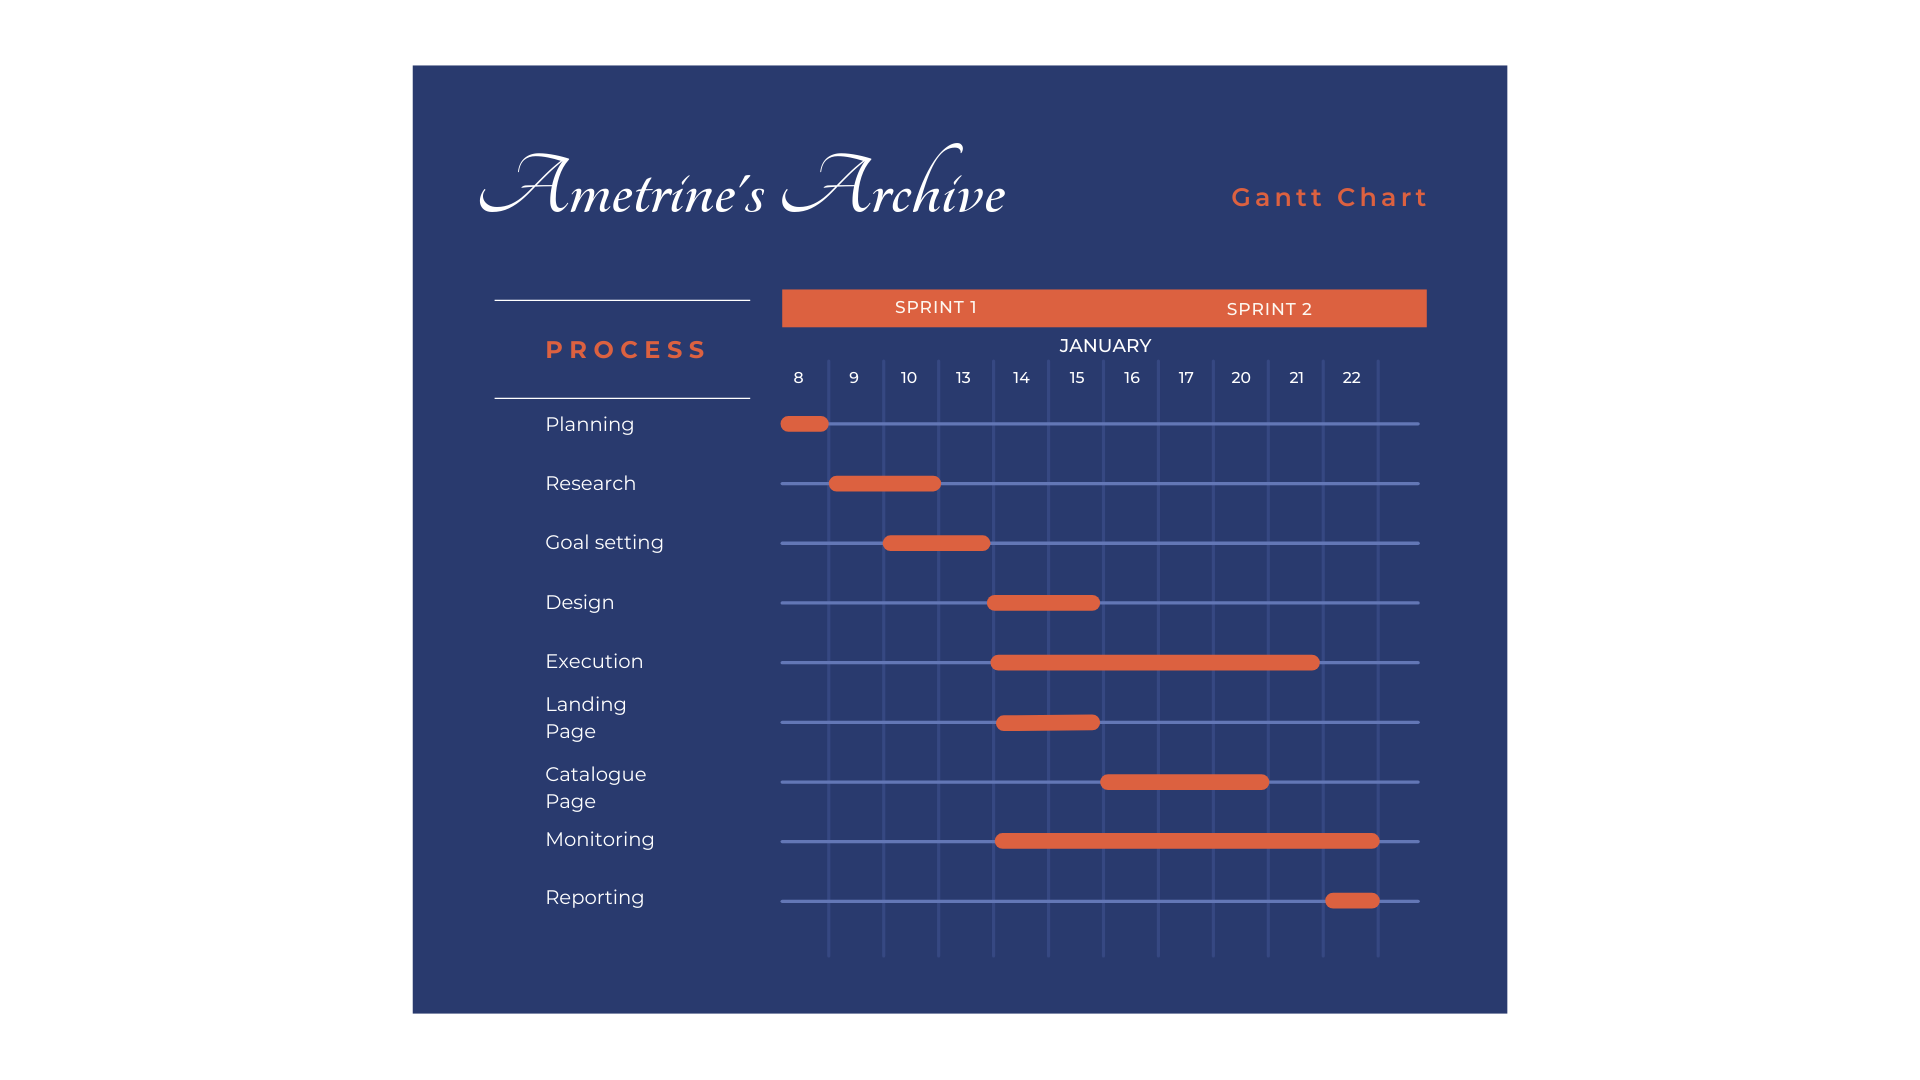 Ametrine's Archive
Gantt Chart
SPRINT 1 SPRINT 2
PROCESS
JANUARY
8 9 10 13 14 15 16 17 20 21 22
Planning
Research
Goal setting
Design
Execution
Landing
Page
Catalogue
Page
Monitoring
Reporting